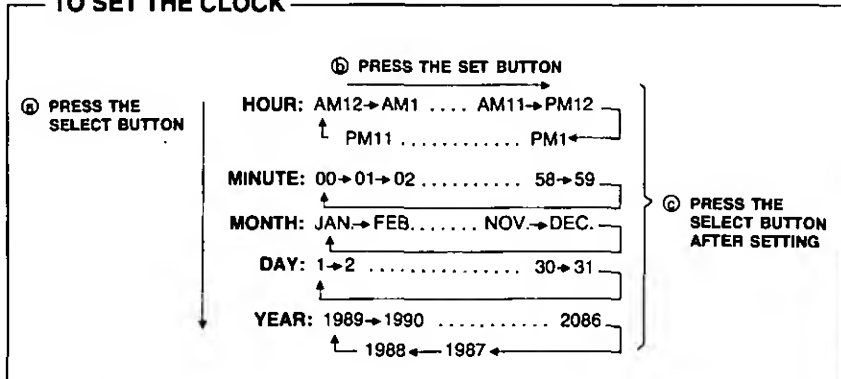 TO SET THE CLOCK
ⓑ PRESS THE SET BUTTON
ⓐ PRESS THE
SELECT BUTTON
HOUR: AM12→AM1 .... AM11→PM12
PM11 ............ PM1←
MINUTE: 00→01→02 .......... 58→59
MONTH: JAN.→FEB....... NOV.→DEC.
DAY: 1→2 ................ 30→31
YEAR: 1989→1990 ........... 2086
1988←1987←
ⓒ PRESS THE
SELECT BUTTON
AFTER SETTING